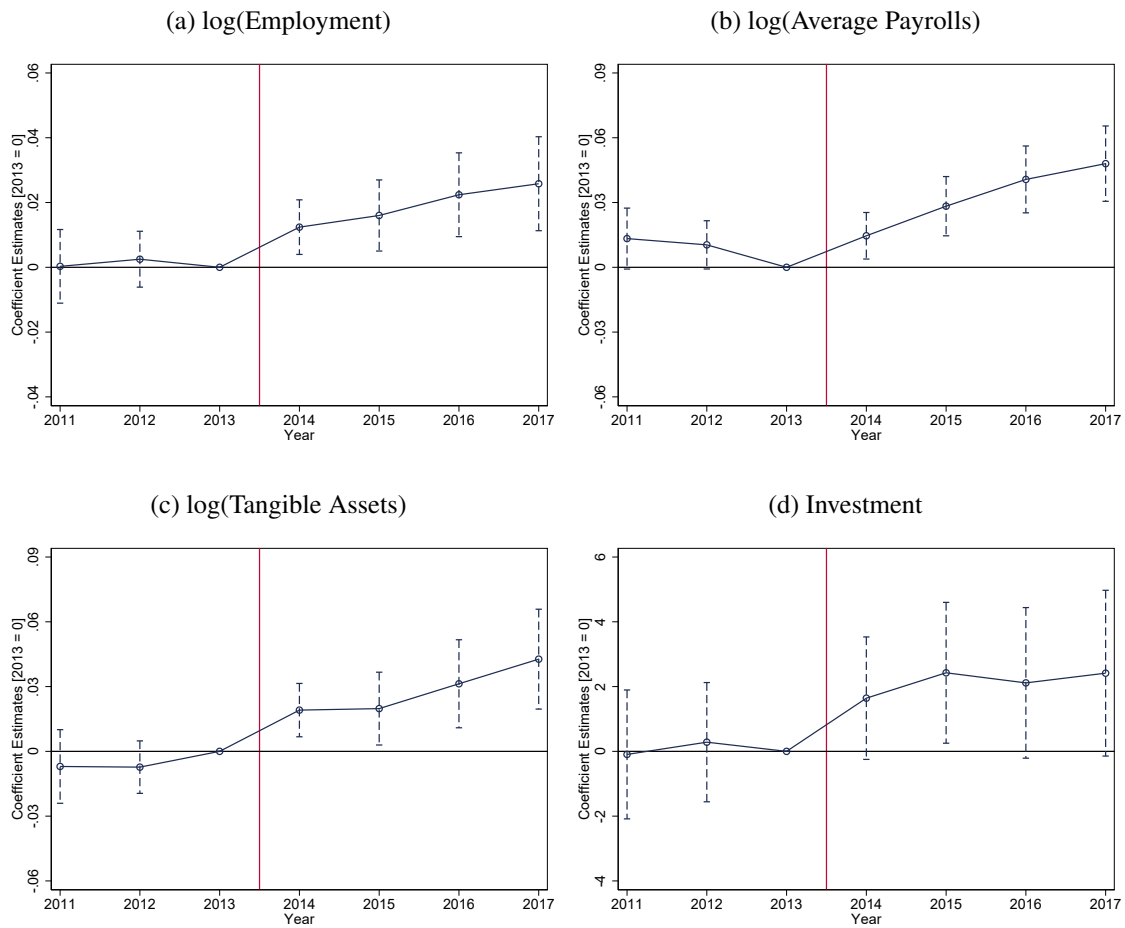 (a) log(Employment)
Coefficient Estimates [2013 = 0]
.06
.04
.02
0
-.02
-.04
2011 2012 2013 2014 2015 2016 2017
Year
(b) log(Average Payrolls)
Coefficient Estimates [2013 = 0]
.09
.06
.03
0
-.03
-.06
2011 2012 2013 2014 2015 2016 2017
Year
(c) log(Tangible Assets)
Coefficient Estimates [2013 = 0]
.09
.06
.03
0
-.03
-.06
2011 2012 2013 2014 2015 2016 2017
Year
(d) Investment
Coefficient Estimates [2013 = 0]
6
4
2
0
-2
-4
2011 2012 2013 2014 2015 2016 2017
Year